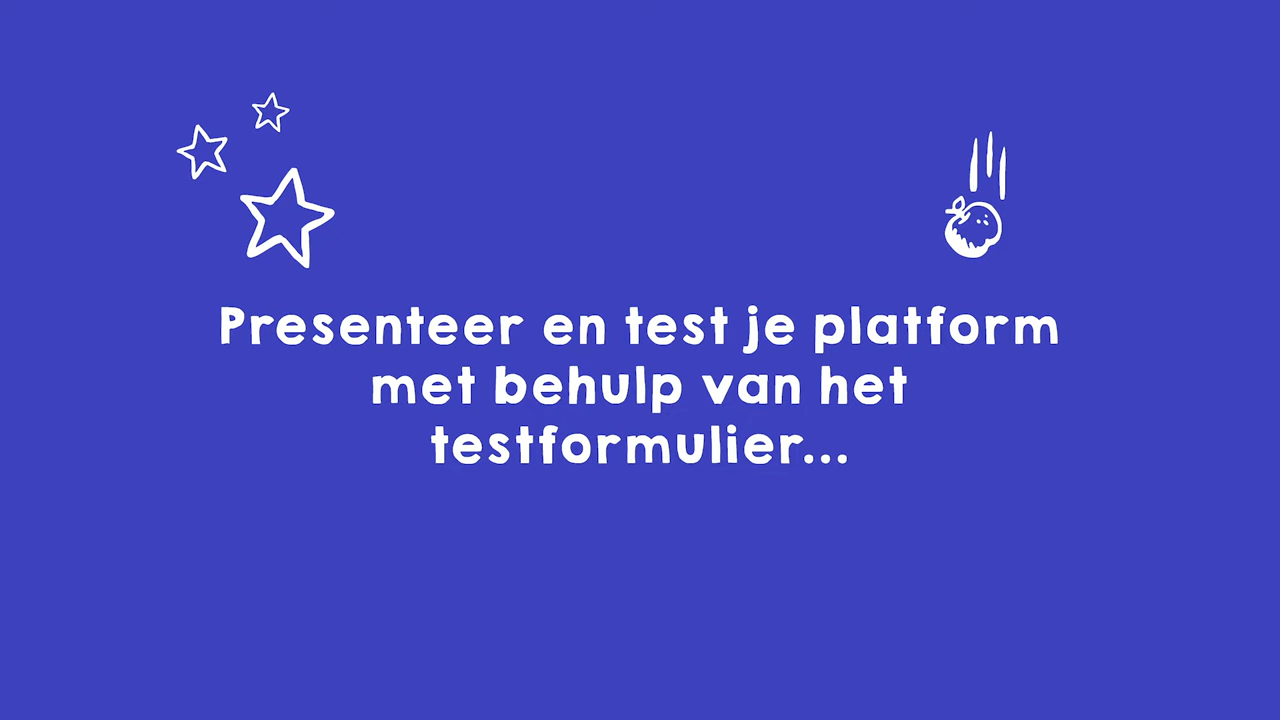 Presenteer en test je platform
met behulp van het
testformulier...